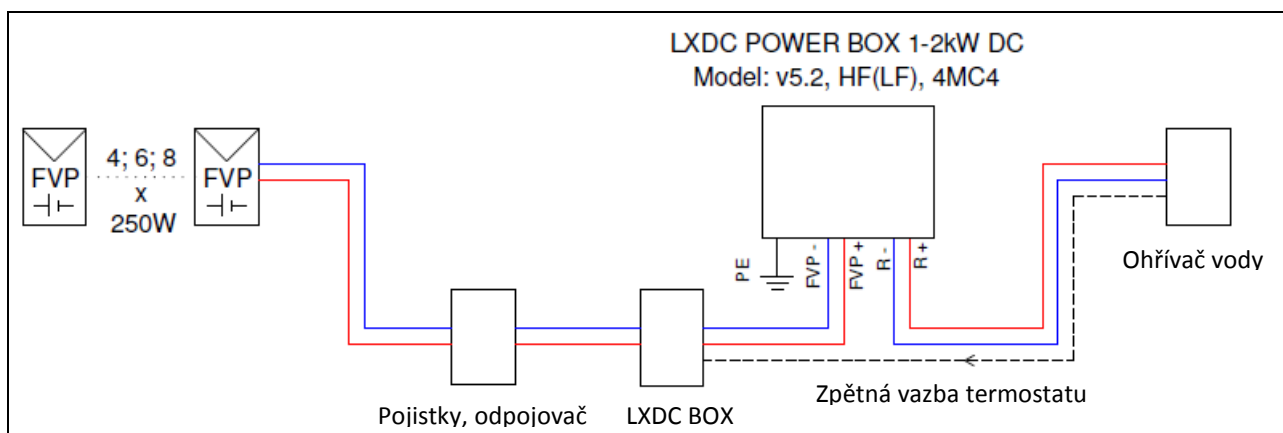 LXDC POWER BOX 1-2kW DC
Model: v5.2, HF(LF), 4MC4
FVP
4; 6; 8
x
250W
FVP
PE
FVP -
FVP +
R -
R +
Ohřívač vody
Pojistky, odpojovač
LXDC BOX
Zpětná vazba termostatu